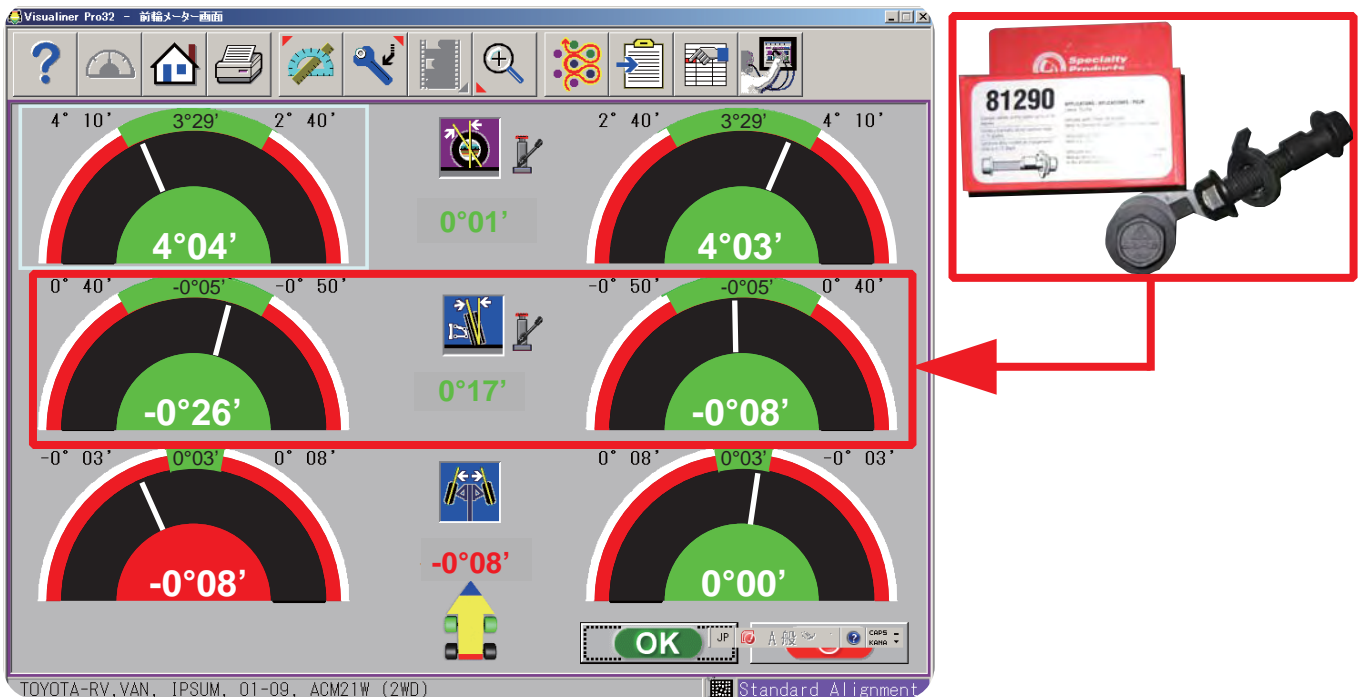 Visualiner Pro32 － 前輪メーター画面
4° 10' 3°29' 2° 40'
2° 40' 3°29' 4° 10'
4°04’
0°01’
4°03’
0° 40' -0°05' -0° 50'
-0° 50' -0°05' 0° 40'
-0°26’
0°17’
-0°08’
-0° 03' 0°03' 0° 08'
0° 08' 0°03' -0° 03'
-0°08’
-0°08’
0°00’
OK
JP A 般 CAPS
KANA
TOYOTA-RV,VAN, IPSUM, 01-09, ACM21W (2WD)
Standard Alignment
Specialty
Products
81290